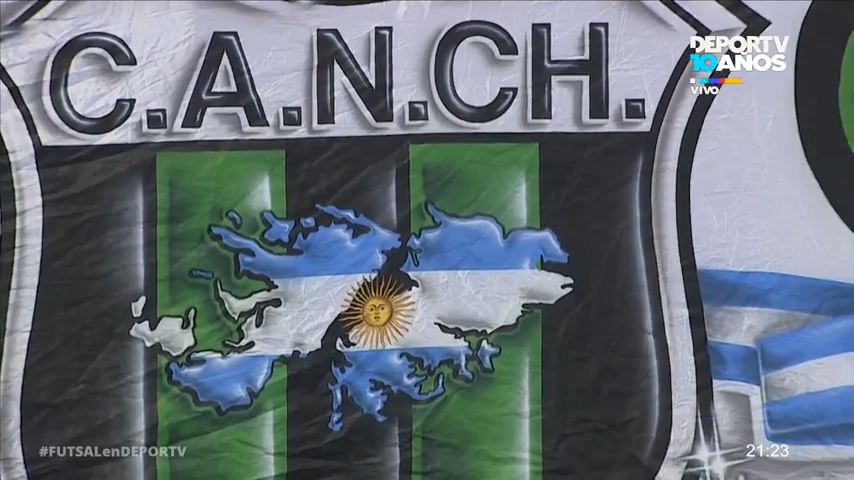 C.A.N.CH.
DEPORTV
10 AÑOS
VIVO
#FUTSALenDEPORTV
21:23